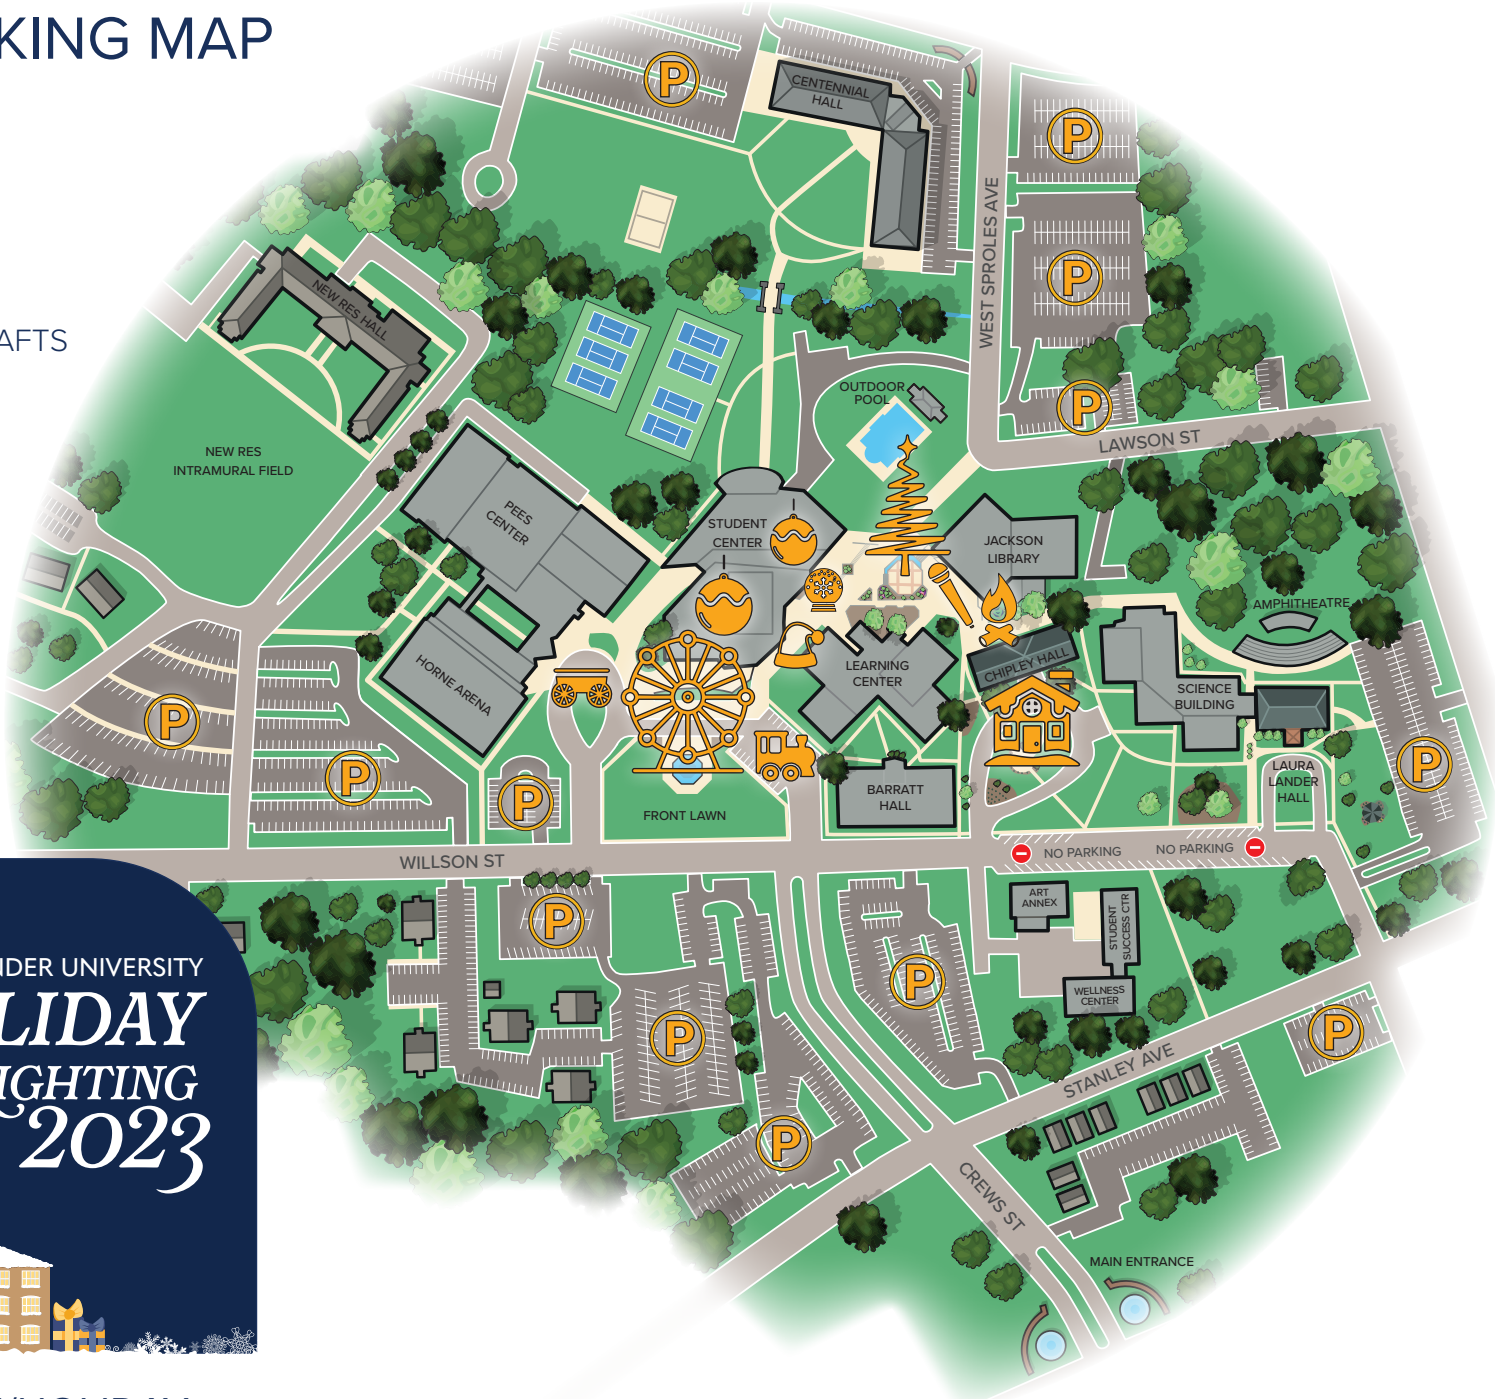 KING MAP
AFTS
CENTENNIAL
HALL
P
P
P
P
WEST SPROLES AVE
LAWSON ST
NEW RES HALL
NEW RES
INTRAMURAL FIELD
OUTDOOR
POOL
PEES
CENTER
STUDENT
CENTER
JACKSON
LIBRARY
AMPHITHEATRE
HORNE ARENA
LEARNING
CENTER
CHIPLEY HALL
SCIENCE
BUILDING
LAURA
LANDER
HALL
P
P
P
P
BARRATT
HALL
FRONT LAWN
WILLSON ST
NO PARKING
NO PARKING
ART
ANNEX
STUDENT
SUCCESS CTR
WELLNESS
CENTER
P
P
P
P
P
STANLEY AVE
CREWS ST
MAIN ENTRANCE
NDER UNIVERSITY
LIDAY
IGHTING
2023